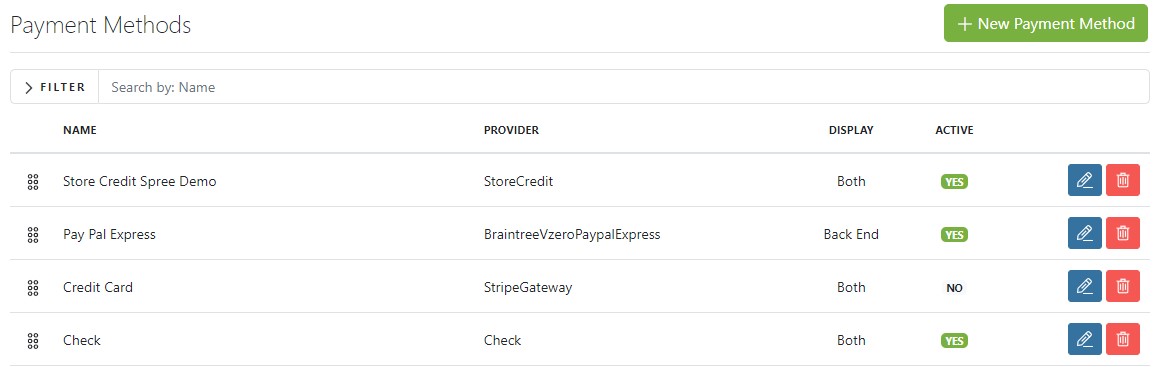 Payment Methods
+ New Payment Method
FILTER Search by: Name
NAME PROVIDER DISPLAY ACTIVE
Store Credit Spree Demo StoreCredit Both YES
Pay Pal Express BraintreeVzeroPaypalExpress Back End YES
Credit Card StripeGateway Both NO
Check Check Both YES